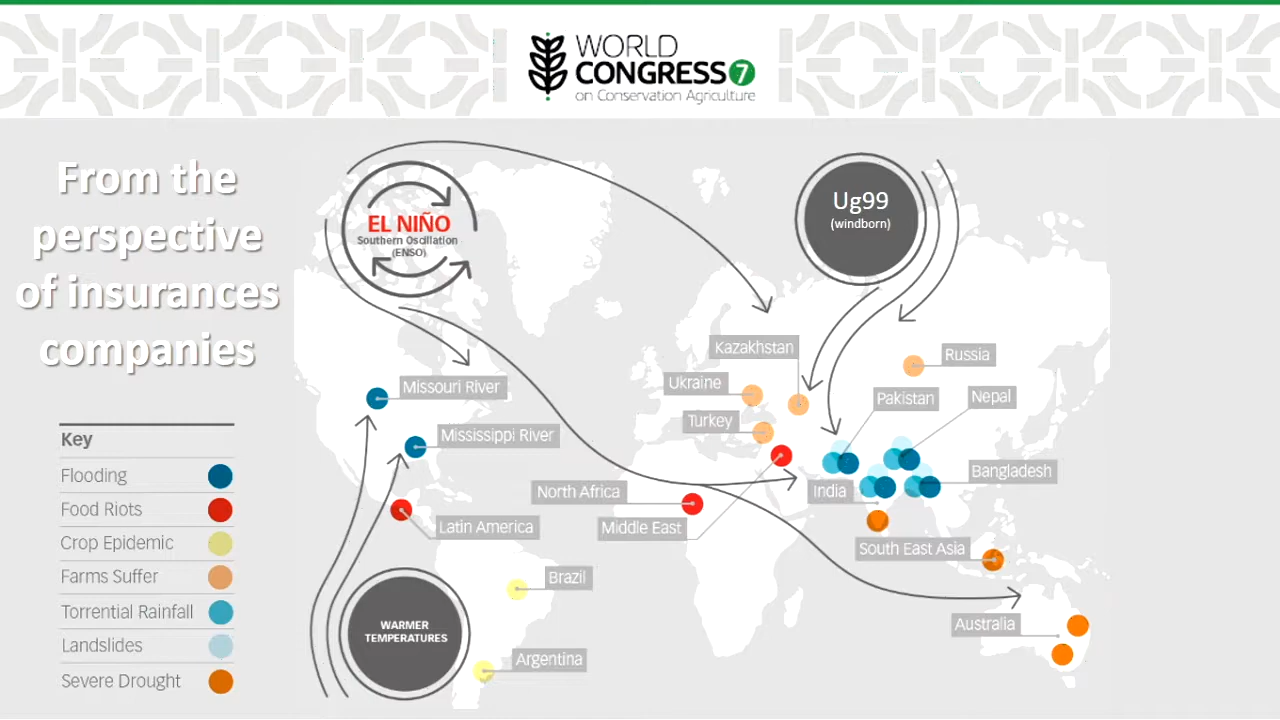 WORLD
CONGRESS 7
on Conservation Agriculture
From the
perspective
of insurances
companies
EL NIÑO
Southern Oscillation
(ENSO)
Ug99
(windborn)
Kazakhstan
Russia
Ukraine
Missouri River
Pakistan
Nepal
Turkey
Mississippi River
Key
Flooding
Food Riots
Crop Epidemic
Farms Suffer
Torrential Rainfall
Landslides
Severe Drought
Bangladesh
India
North Africa
Middle East
Latin America
South East Asia
Brazil
WARMER
TEMPERATURES
Australia
Argentina